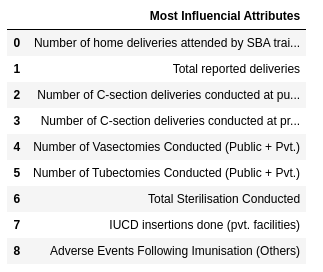 Most Influential Attributes
0 Number of home deliveries attended by SBA trai...
1 Total reported deliveries
2 Number of C-section deliveries conducted at pu...
3 Number of C-section deliveries conducted at pr...
4 Number of Vasectomies Conducted (Public + Pvt.)
5 Number of Tubectomies Conducted (Public + Pvt.)
6 Total Sterilisation Conducted
7 IUCD insertions done (pvt. facilities)
8 Adverse Events Following Imunisation (Others)